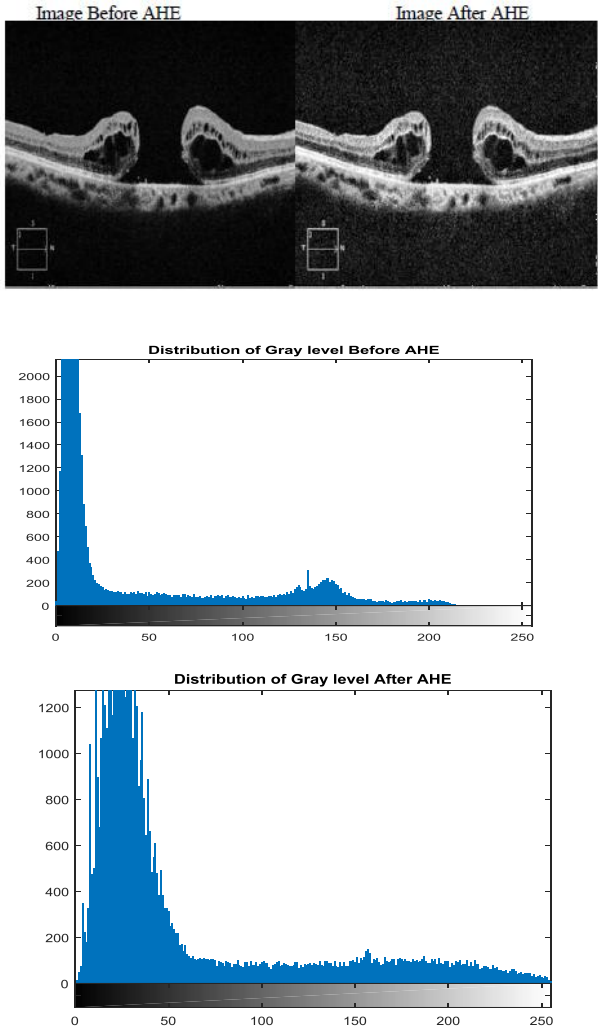 Image Before AHE Image After AHE
T N
I
T N
I
Distribution of Gray level Before AHE
2000
1800
1600
1400
1200
1000
800
600
400
200
0
0 50 100 150 200 250
Distribution of Gray level After AHE
1200
1000
800
600
400
200
0
0 50 100 150 200 250